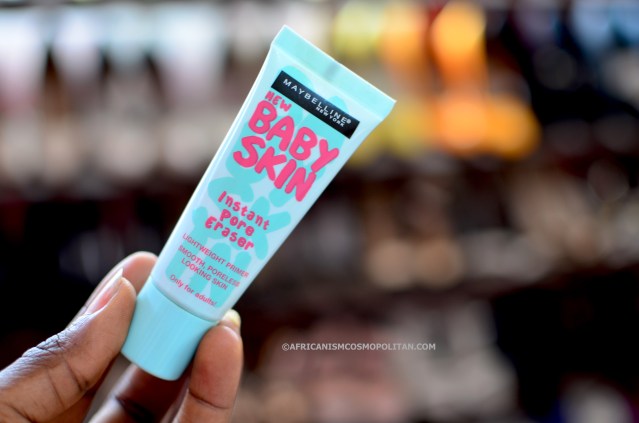 MAYBELLINE®
NEW YORK
NEW
BABY
SKIN
Instant
Pore
Eraser
LIGHTWEIGHT PRIMER
SMOOTH, PORELESS
LOOKING SKIN
Only for adults!
©AFRICANISMCOSMOPOLITAN.COM